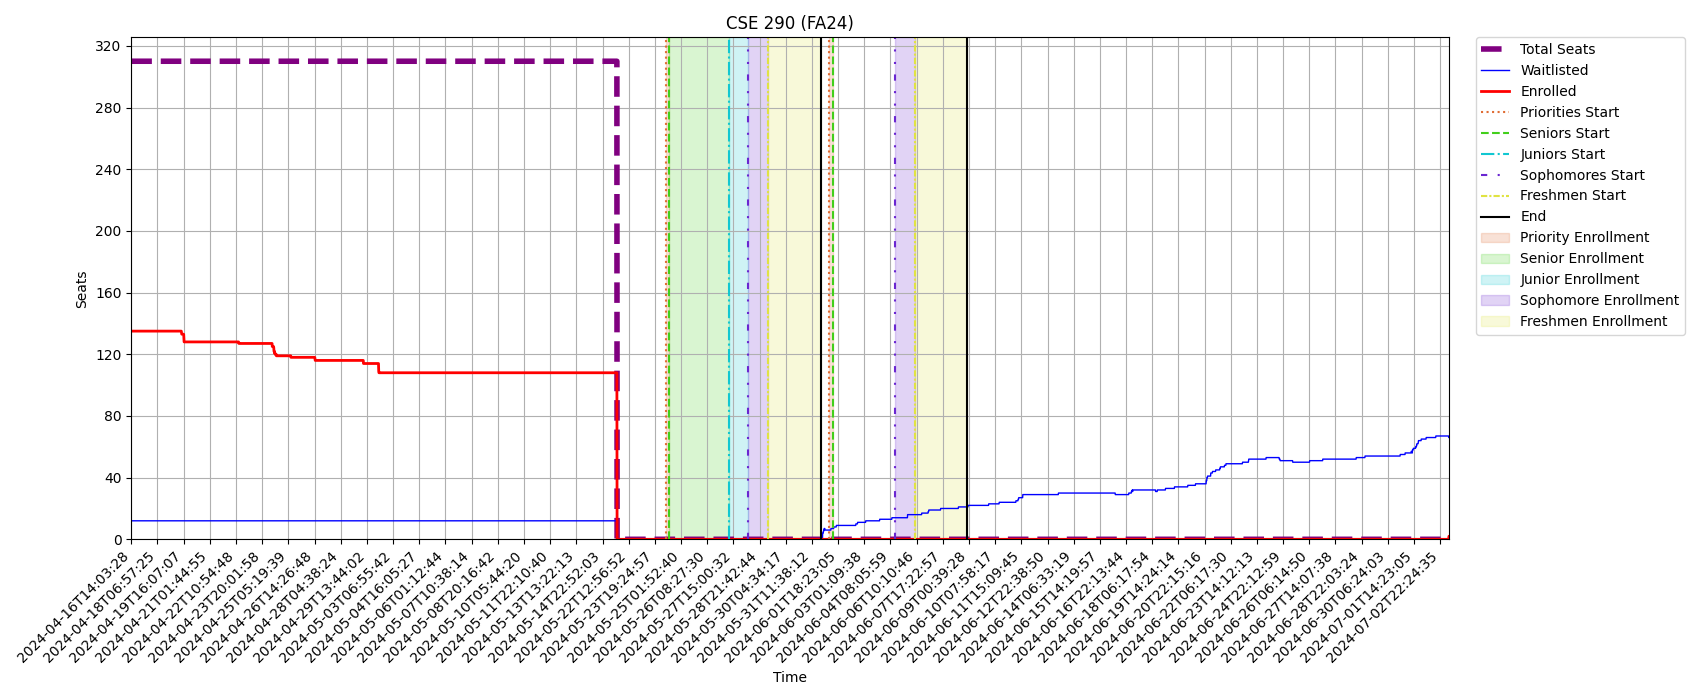 CSE 290 (FA24)
320
280
240
200
160
120
80
40
0
Seats
2024-04-16T14:03:28
2024-04-18T06:57:25
2024-04-19T16:07:07
2024-04-21T01:44:55
2024-04-22T10:54:48
2024-04-23T20:01:58
2024-04-25T05:19:39
2024-04-26T14:26:48
2024-04-28T04:38:24
2024-04-29T13:44:02
2024-05-03T06:55:42
2024-05-04T16:05:27
2024-05-06T01:12:44
2024-05-07T10:38:14
2024-05-08T20:16:42
2024-05-10T05:44:20
2024-05-11T22:10:40
2024-05-13T13:22:13
2024-05-14T22:52:03
2024-05-22T12:56:52
2024-05-23T19:24:57
2024-05-25T01:52:40
2024-05-26T08:27:30
2024-05-27T15:00:32
2024-05-28T21:42:44
2024-05-30T04:34:17
2024-05-31T11:38:12
2024-06-01T18:23:05
2024-06-03T01:09:38
2024-06-04T08:05:59
2024-06-06T10:10:46
2024-06-07T17:22:57
2024-06-09T00:39:28
2024-06-10T07:58:17
2024-06-11T15:09:45
2024-06-12T22:38:50
2024-06-14T06:33:19
2024-06-15T14:19:57
2024-06-16T22:13:44
2024-06-18T06:17:54
2024-06-19T14:24:14
2024-06-20T22:15:16
2024-06-22T06:17:30
2024-06-23T14:12:13
2024-06-24T22:12:59
2024-06-26T06:14:50
2024-06-27T14:07:38
2024-06-28T22:03:24
2024-06-30T06:24:03
2024-07-01T14:23:05
2024-07-02T22:24:35
Time
Total Seats
Waitlisted
Enrolled
Priorities Start
Seniors Start
Juniors Start
Sophomores Start
Freshmen Start
End
Priority Enrollment
Senior Enrollment
Junior Enrollment
Sophomore Enrollment
Freshmen Enrollment